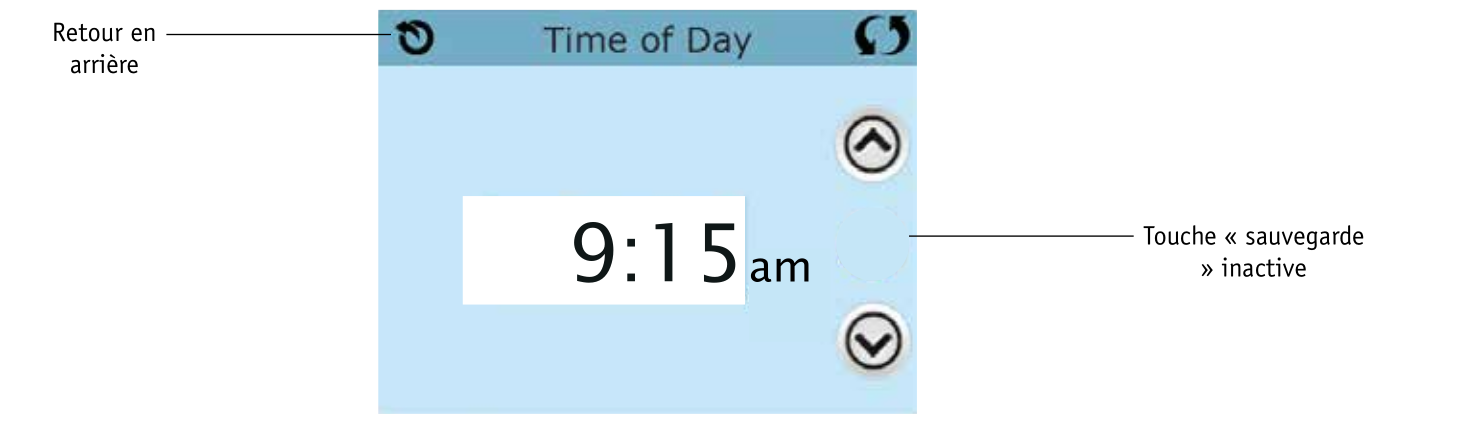 Retour en
arrière
Time of Day
9:15 am
Touche « sauvegarde
» inactive